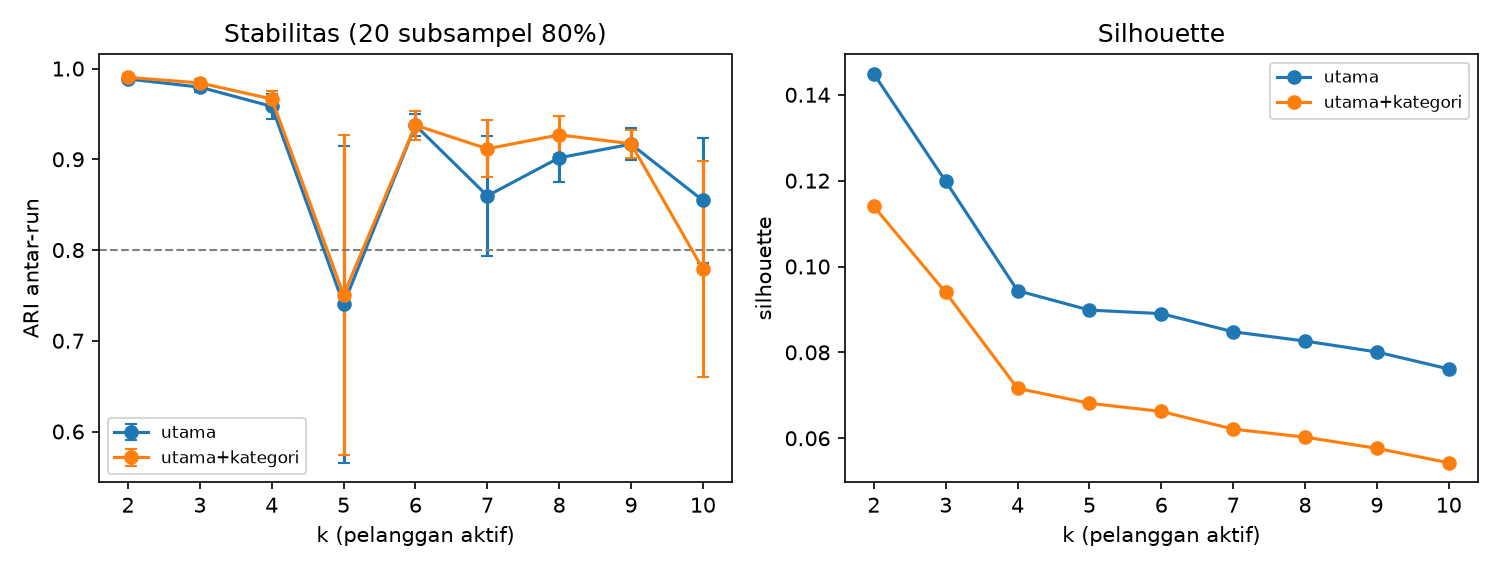 Stabilitas (20 subsampel 80%)
ARI antar-run
1.0
0.9
0.8
0.7
0.6
utama
utama+kategori
2 3 4 5 6 7 8 9 10
k (pelanggan aktif)
Silhouette
silhouette
0.14
0.12
0.10
0.08
0.06
utama
utama+kategori
2 3 4 5 6 7 8 9 10
k (pelanggan aktif)